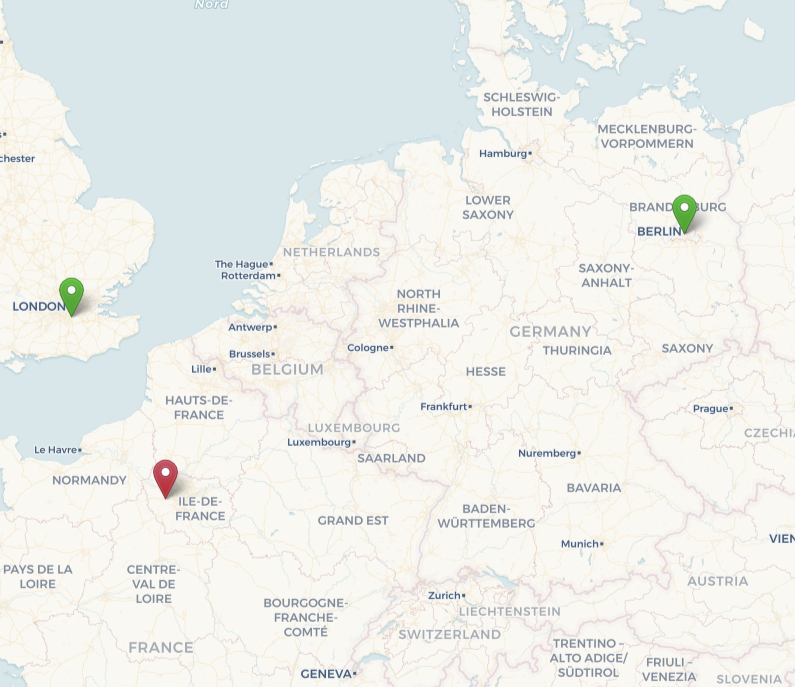 Nord
SCHLESWIG-
HOLSTEIN
MECKLENBURG-
VORPOMMERN
chester
Hamburg
LOWER
SAXONY
BERLIN
NETHERLANDS
The Hague
Rotterdam
SAXONY-
ANHALT
LONDON
NORTH
RHINE-
WESTPHALIA
Antwerp
GERMANY
Cologne
THURINGIA
SAXONY
Brussels
Lille
BELGIUM
HESSE
HAUTS-DE-
FRANCE
Frankfurt
Prague
LUXEMBOURG
CZECHIA
Luxembourg
Le Havre
SAARLAND
Nuremberg
NORMANDY
BAVARIA
ILE-DE-
FRANCE
GRAND EST
BADEN-
WÜRTTEMBERG
VIEN
Munich
PAYS DE LA
LOIRE
CENTRE-
VAL DE
LOIRE
AUSTRIA
Zurich
BOURGOGNE-
FRANCHE-
COMTÉ
LIECHTENSTEIN
SWITZERLAND
FRANCE
TRENTINO –
ALTO ADIGE/
SÜDTIROL
FRIULI –
VENEZIA
GENEVA
SLOVENIA